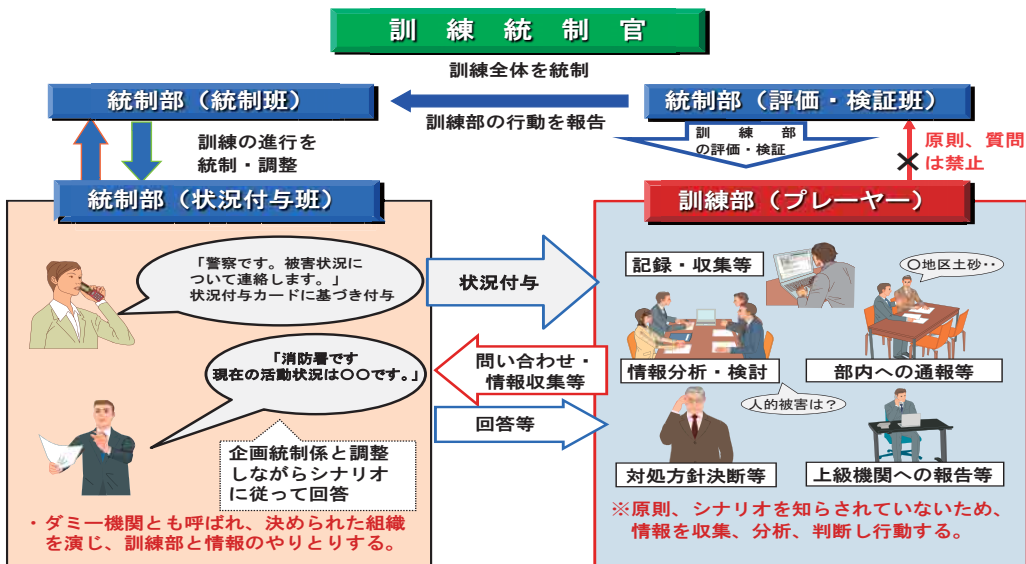 訓練統制官
訓練全体を統制
統制部（統制班）
統制部（評価・検証班）
訓練部の行動を報告
訓練の進行を
統制・調整
訓練部
の評価・検証
原則、質問
は禁止
統制部（状況付与班）
訓練部（プレーヤー）
「警察です。被害状況に
ついて連絡します。」
状況付与カードに基づき付与
状況付与
記録・収集等
〇地区土砂・・
「消防署です
現在の活動状況は〇〇です。」
問い合わせ・
情報収集等
情報分析・検討
部内への通報等
人的被害は？
回答等
企画統制係と調整
しながらシナリオ
に従って回答
対処方針決断等
上級機関への報告等
・ダミー機関とも呼ばれ、決められた組織
を演じ、訓練部と情報のやりとりする。
※原則、シナリオを知らされていないため、
情報を収集、分析、判断し行動する。